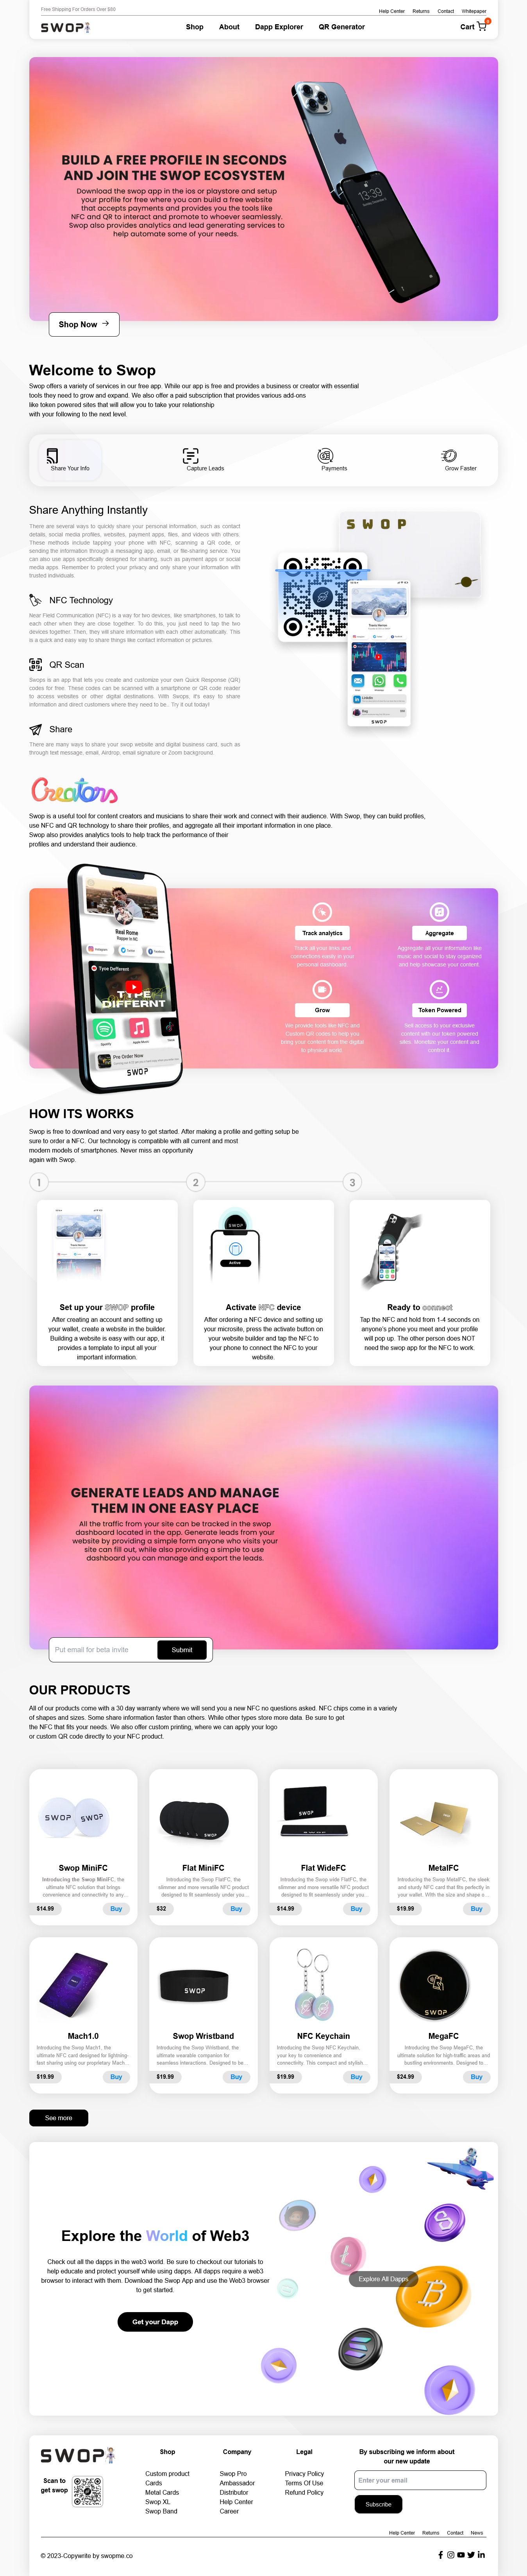 Free Shipping For Orders Over $80
Help Center Returns Contact Whitepaper
SWOP
Shop About Dapp Explorer QR Generator
Cart
BUILD A FREE PROFILE IN SECONDS
AND JOIN THE SWOP ECOSYSTEM
Download the swop app in the ios or playstore and setup
your profile for free where you can build a free website
that accepts payments and provides you the tools like
NFC and QR to interact and promote to whoever seamlessly.
Swop also provides analytics and lead generating services to
help automate some of your needs.
13:39
Shop Now →
Welcome to Swop
Swop offers a variety of services in our free app. While our app is free and provides a business or creator with essential
tools they need to grow and expand. We also offer a paid subscription that provides various add-ons
like token powered sites that will allow you to take your relationship
with your following to the next level.
Share Your Info
Capture Leads
Payments
Grow Faster
Share Anything Instantly
There are several ways to quickly share your personal information, such as contact
details, social media profiles, websites, payment apps, files, and videos with others.
These methods include tapping your phone with NFC, scanning a QR code, or
sending the information through a messaging app, email, or file-sharing service. You
can also use apps specifically designed for sharing, such as payment apps or social
media apps. Remember to protect your privacy and only share your information with
trusted individuals.
SWOP
NFC Technology
Near Field Communication (NFC) is a way for two devices, like smartphones, to talk to
each other when they are close together. To do this, you just need to tap the two
devices together. Then, they will share information with each other automatically. This
is a quick and easy way to share things like contact information or pictures.
QR Scan
Swops is an app that lets you create and customize your own Quick Response (QR)
codes for free. These codes can be scanned with a smartphone or QR code reader
to access websites or other digital destinations. With Swops, it's easy to share
information and direct customers where they need to be . Try it out today!
SWOP
Share
There are many ways to share your swop website and digital business card, such as
through text message, email, Airdrop, email signature or Zoom background.
Creators
Swop is a useful tool for content creators and musicians to share their work and connect with their audience. With Swop, they can build profiles,
use NFC and QR technology to share their profiles, and aggregate all their important information in one place.
Swop also provides analytics tools to help track the performance of their
profiles and understand their audience.
Real Rome
Rapper in NC
Instagram Twitter Facebook
Tyse Defferent
TYPE
DIFFERNT
Spotify Apple Music
Pre Order Now
SWOP
Track analytics
Track all your links and
connections easily in your
personal dashboard.
Aggregate
Aggregate all your information like
music and social to stay organised
and help showcase your content.
Grow
We provide tools like NFC and
Custom QR codes to help you
bring your content from the digital
to physical world.
Token Powered
Sell access to your exclusive
content with our token powered
sites. Monetize your content and
control it
HOW ITS WORKS
Swop is free to download and very easy to get started. After making a profile and getting setup be
sure to order a NFC. Our technology is compatible with all current and most
modern models of smartphones. Never miss an opportunity
again with Swop.
1 2 3
SWOP
Active
Set up your SWOP profile
After creating an account and setting up
your wallet, create a website in the builder.
Building a website is easy with our app, it
provides a template to input all your
important information.
Activate NFC device
After ordering a NFC device and setting up
your microsite, press the activate button on
your website builder and tap the NFC to
your phone to connect the NFC to your
website.
Ready to connect
Tap the NFC and hold from 1-4 seconds on
anyone's phone you meet and your profile
will pop up. The other person does NOT
need the swop app for the NFC to work.
GENERATE LEADS AND MANAGE
THEM IN ONE EASY PLACE
All the traffic from your site can be tracked in the swop
dashboard located in the app. Generate leads from your
website by providing a simple form anyone who visits your
site can fill out, while also providing a simple to use
dashboard you can manage and export the leads.
Put email for beta invite
Submit
OUR PRODUCTS
All of our products come with a 30 day warranty where we will send you a new NFC no questions asked. NFC chips come in a variety
of shapes and sizes. Some share information faster than others. While other types store more data. Be sure to get
the NFC that fits your needs. We also offer custom printing, where we can apply your logo
or custom QR code directly to your NFC product.
SWOP SWOP
SWOP
SWOP
Swop MiniFC
Introducing the Swop MiniFC, the
ultimate NFC solution that brings
convenience and connectivity to any...
$14.99 Buy
Flat MiniFC
Introducing the Swop FlatFC, the
slimmer and more versatile NFC product
designed to fit seamlessly under you...
$32 Buy
Flat WideFC
Introducing the Swop wide FlatFC, the
slimmer and more versatile NFC product
designed to fit seamlessly under you...
$14.99 Buy
MetalFC
Introducing the Swop MetalFC, the sleek
and sturdy NFC card that fits perfectly in
your wallet. With the size and shape o...
$19.99 Buy
SWOP
SWOP
Mach1.0
Introducing the Swop Mach1, the
ultimate NFC card designed for lightning-
fast sharing using our proprietary Mach...
$19.99 Buy
Swop Wristband
Introducing the Swop Wristband, the
ultimate wearable companion for
seamless interactions. Designed to be...
$19.99 Buy
NFC Keychain
Introducing the Swop NFC Keychain,
your key to convenience and
connectivity. This compact and stylish...
$19.99 Buy
MegaFC
Introducing the Swop MegaFC, the
ultimate solution for high-traffic areas and
bustling environments. Designed to...
$24.99 Buy
See more
Explore the World of Web3
Check out all the dapps in the web3 world. Be sure to checkout our tutorials to
help educate and protect yourself while using dapps. All dapps require a web3
browser to interact with them. Download the Swop App and use the Web3 browser
to get started.
Get your Dapp
Explore All Dapps
SWOP
Scan to
get swop
Shop
Custom product
Cards
Metal Cards
Swop XL
Swop Band
Company
Swop Pro
Ambassador
Distributor
Help Center
Career
Legal
Privacy Policy
Terms Of Use
Refund Policy
By subscribing we inform about
our new update
Enter your email
Subscribe
Help Center Returns Contact News
© 2023-Copywrite by swopme.co